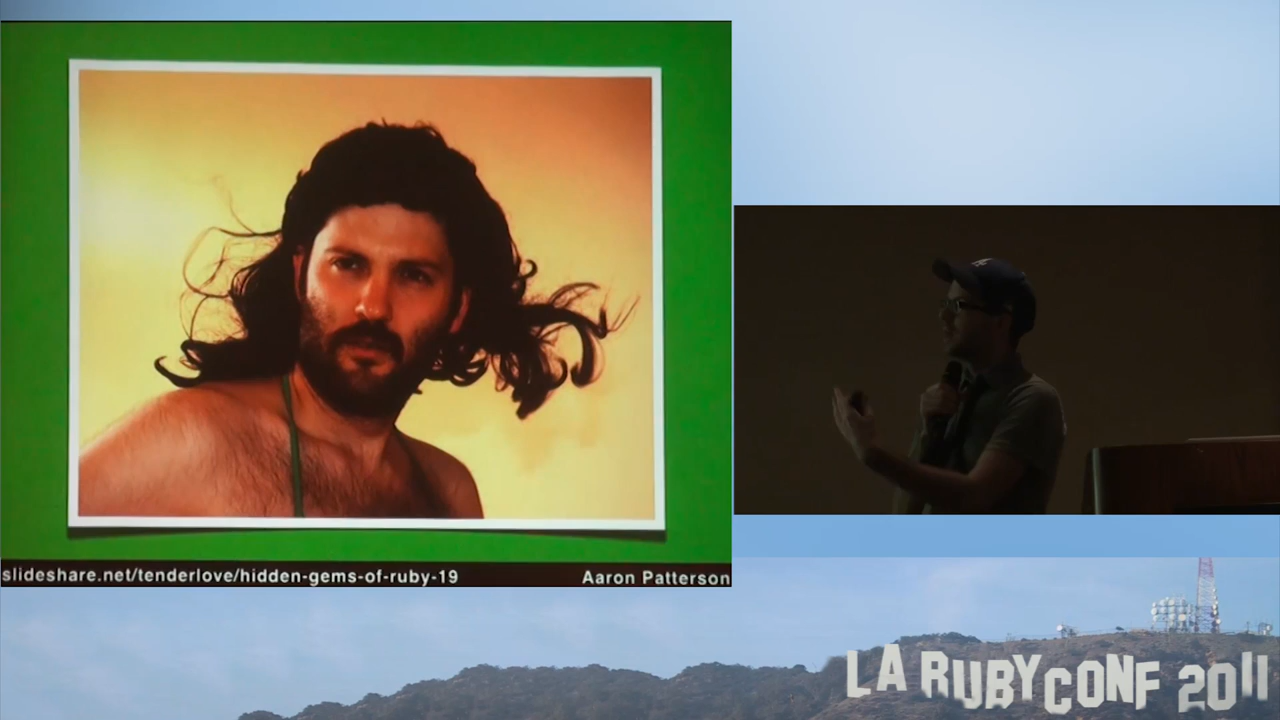 slideshare.net/tenderlove/hidden-gems-of-ruby-19
Aaron Patterson
LA RUBYCONF 2011